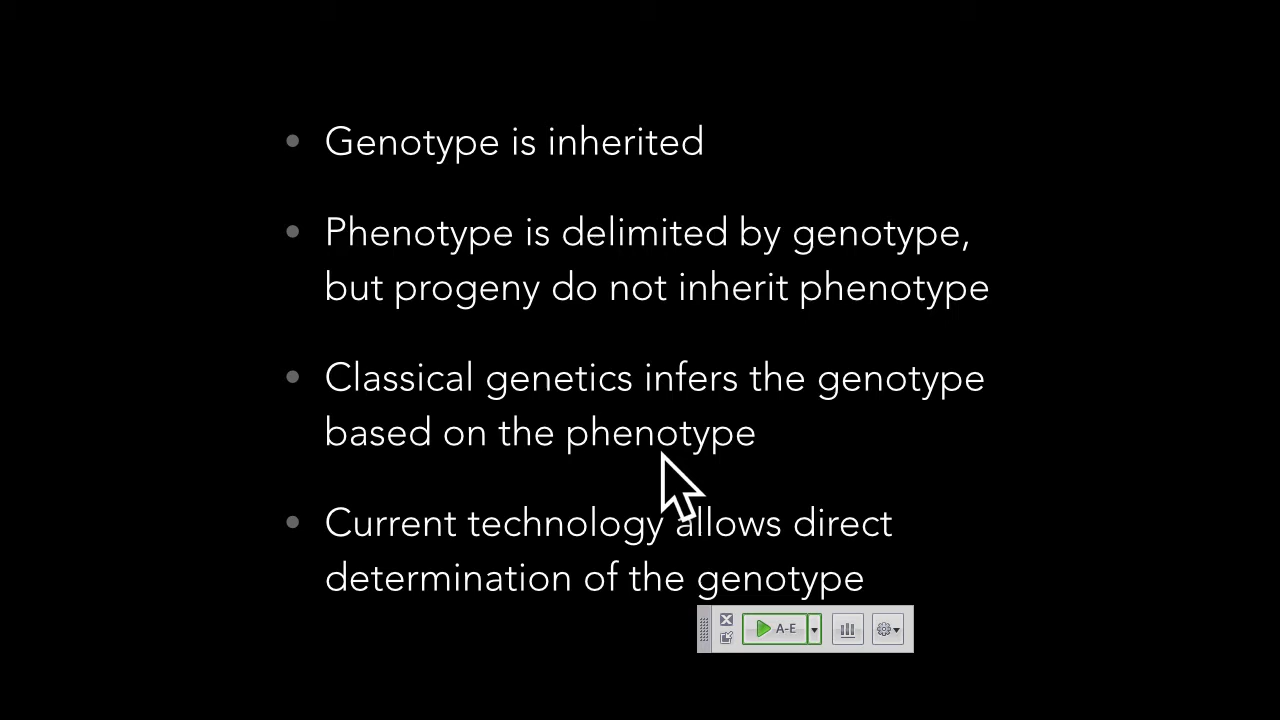 • Genotype is inherited
• Phenotype is delimited by genotype,
but progeny do not inherit phenotype
• Classical genetics infers the genotype
based on the phenotype
• Current technology allows direct
determination of the genotype
A-E